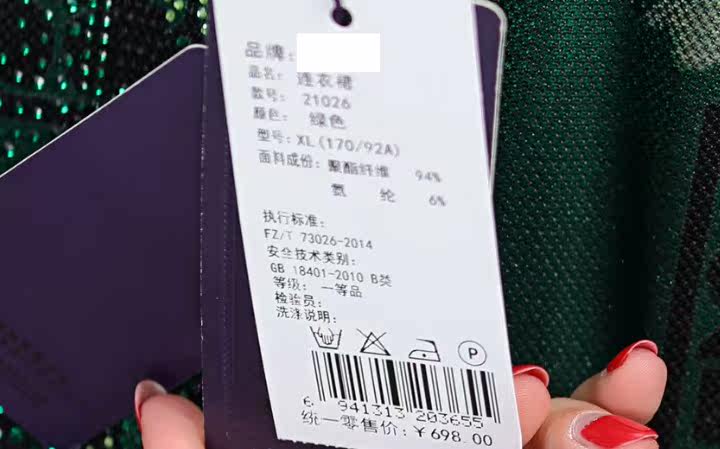 品牌:
品名: 连衣裙
款号: 21026
颜色: 绿色
型号: XL(170/92A)
面料成份: 聚酯纤维 94%
氨纶 6%
执行标准:
FZ/T 73026-2014
安全技术类别:
GB 18401-2010 B类
等级: 一等品
检验员:
洗涤说明:
P
6 941313 203655
统一零售价:￥698.00